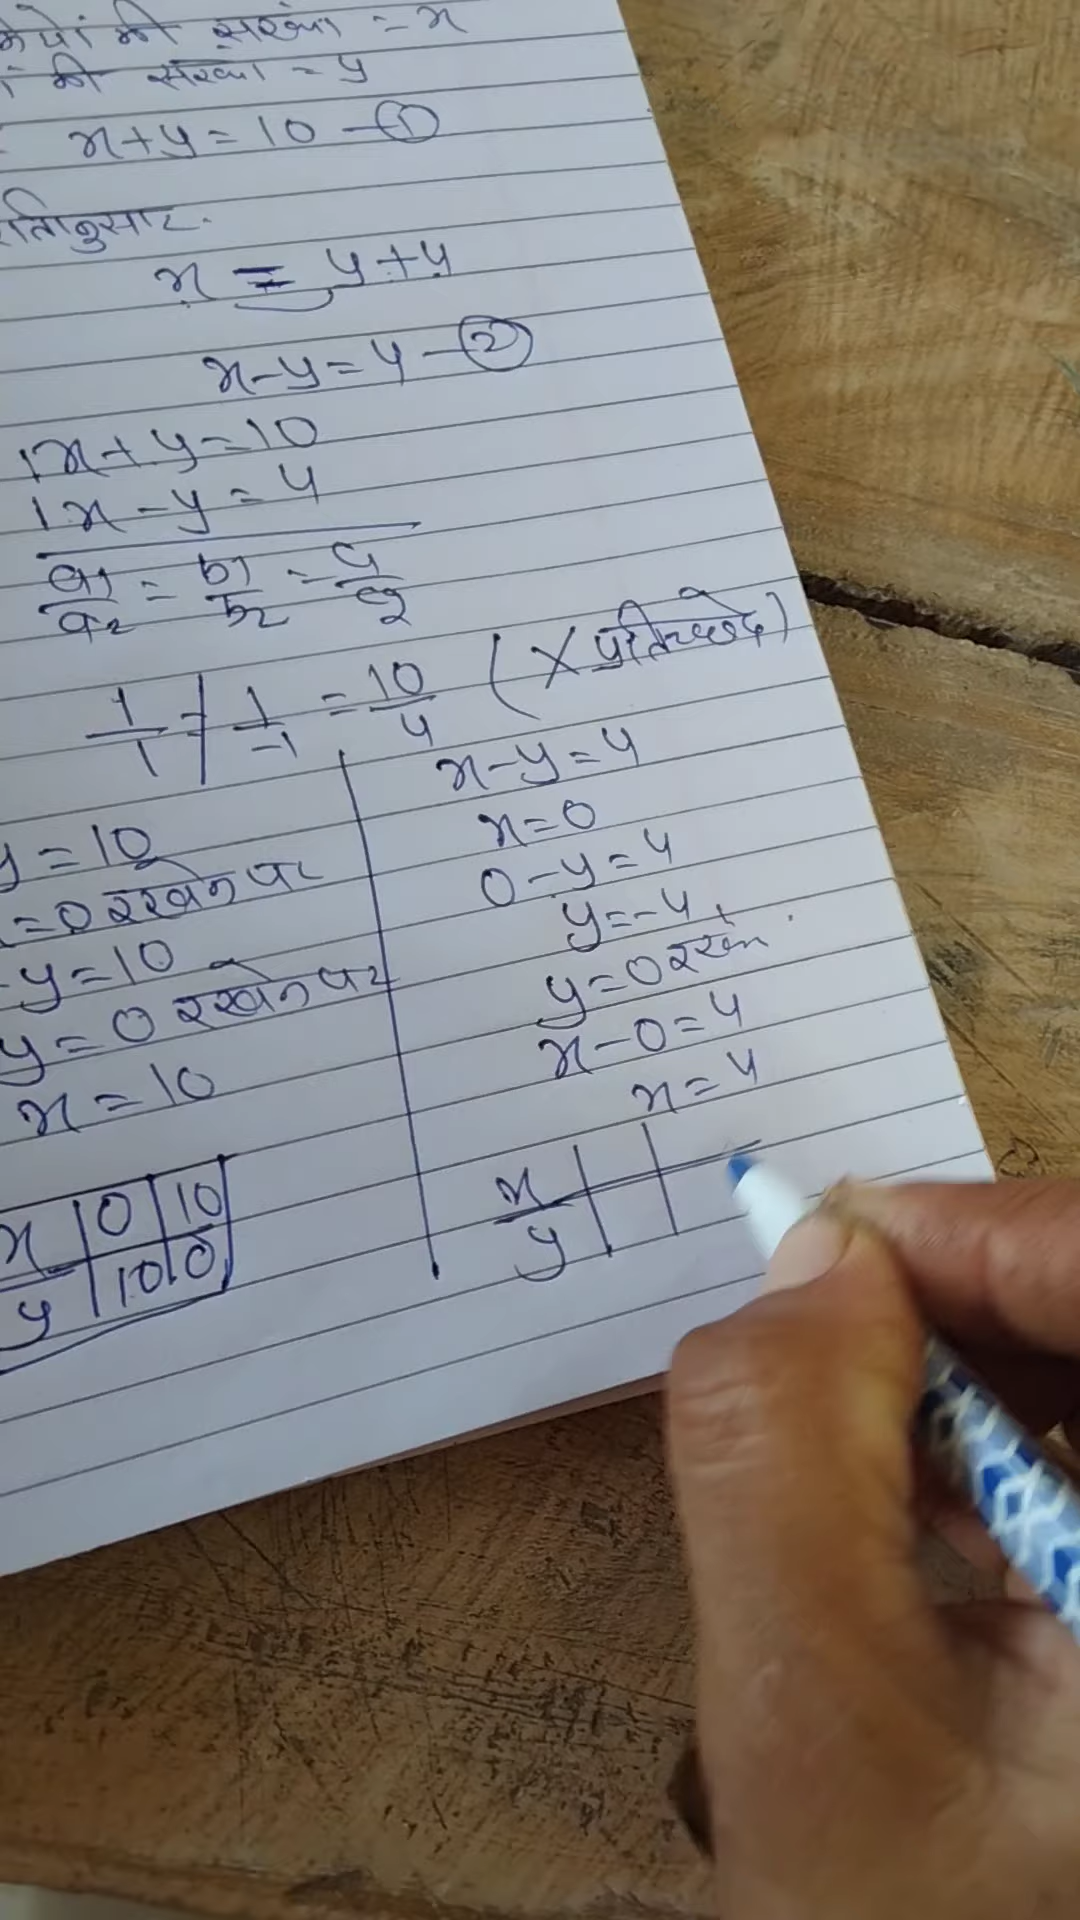 की संख्या = x
की संख्या = y
x+y=10 —①
x = y+4
x-y=4 —②
1x+y=10
1x-y=4
a1/a2 = b1/b2 = c1/c2
1/1 ≠ 1/-1 = 10/4 (X प्रतिच्छेद)
y=10
=0 रखने पर
y=10
y=0 रखने पर
x=10
x | 0 | 10
y | 10 | 0
x-y=4
x=0
0-y=4
y=-4
y=0 रखने
x-0=4
x=4
x
y